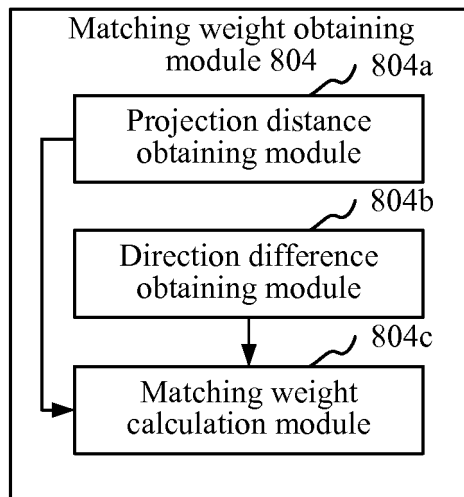 Matching weight obtaining
module 804
804a
Projection distance
obtaining module
804b
Direction difference
obtaining module
804c
Matching weight
calculation module